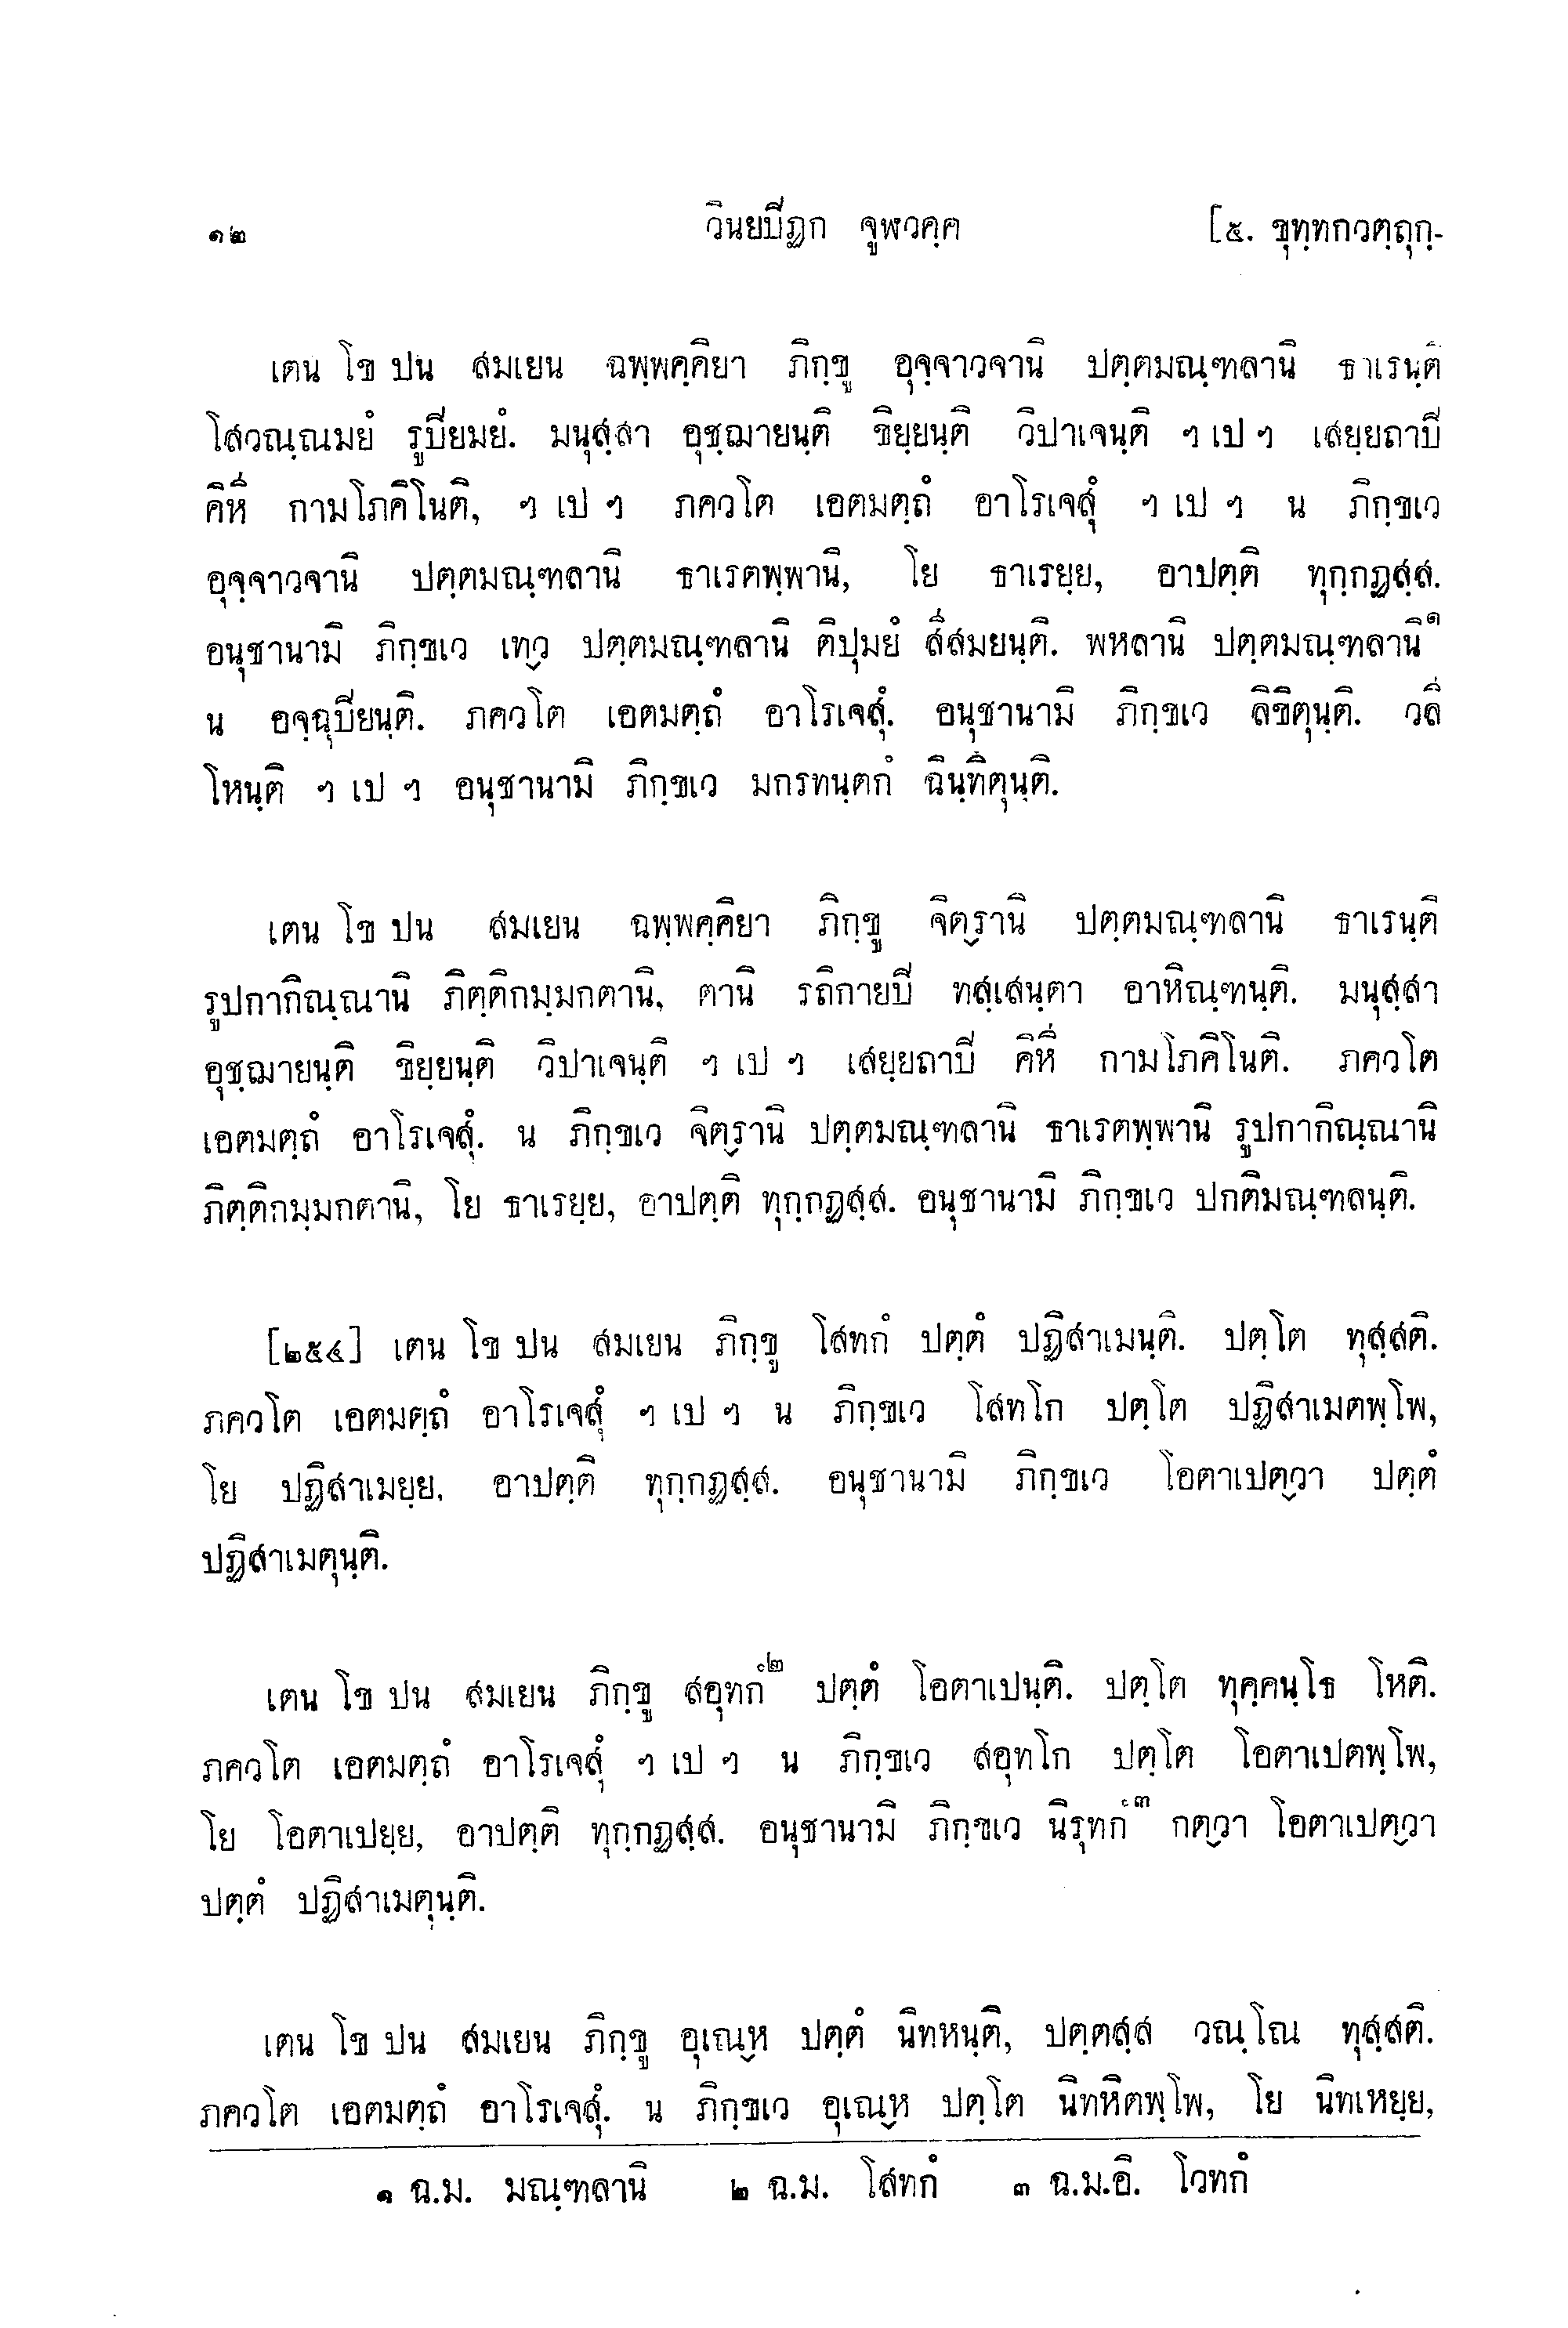 ๑๒ วินยปิฏก จูฬวคฺค [๕. ขุทฺทกวตฺถุกฺ-
เตน โข ปน สมเยน ฉพฺพคฺคิยา ภิกฺขู อุจฺจาวจานิ ปตฺตมณฺฑลานิ ธาเรนฺติ
โสวณฺณมยํ รูปิยมยํ. มนุสฺสา อุชฺฌายนฺติ ขิยฺยนฺติ วิปาเจนฺติ ฯ เป ฯ เสยฺยถาปิ
คิหี กามโภคิโนติ, ฯ เป ฯ ภควโต เอตมตฺถํ อาโรเจสุํ ฯ เป ฯ น ภิกฺขเว
อุจฺจาวจานิ ปตฺตมณฺฑลานิ ธาเรตพฺพานิ, โย ธาเรยฺย, อาปตฺติ ทุกฺกฏสฺส.
อนุชานามิ ภิกฺขเว เทฺว ปตฺตมณฺฑลานิ ติปุมยํ สีสมยนฺติ. พหลานิ ปตฺตมณฺฑลานิ๑
น อจฺฉุปิยนฺติ. ภควโต เอตมตฺถํ อาโรเจสุํ. อนุชานามิ ภิกฺขเว ลิขิตุนฺติ. วลี
โหนฺติ ฯ เป ฯ อนุชานามิ ภิกฺขเว มกรทนฺตกํ ฉินฺทิตุนฺติ.
เตน โข ปน สมเยน ฉพฺพคฺคิยา ภิกฺขู จิตฺรานิ ปตฺตมณฺฑลานิ ธาเรนฺติ
รูปกากิณฺณานิ ภิตฺติกมฺมกตานิ, ตานิ รถิกายปิ ทสฺเสนฺตา อาหิณฺฑนฺติ. มนุสฺสา
อุชฺฌายนฺติ ขิยฺยนฺติ วิปาเจนฺติ ฯ เป ฯ เสยฺยถาปิ คิหี กามโภคิโนติ. ภควโต
เอตมตฺถํ อาโรเจสุํ. น ภิกฺขเว จิตฺรานิ ปตฺตมณฺฑลานิ ธาเรตพฺพานิ รูปกากิณฺณานิ
ภิตฺติกมฺมกตานิ, โย ธาเรยฺย, อาปตฺติ ทุกฺกฏสฺส. อนุชานามิ ภิกฺขเว ปกติมณฺฑลนฺติ.
[๒๕๔] เตน โข ปน สมเยน ภิกฺขู โสทกํ ปตฺตํ ปฏิสาเมนฺติ. ปตฺโต ทุสฺสติ.
ภควโต เอตมตฺถํ อาโรเจสุํ ฯ เป ฯ น ภิกฺขเว โสทโก ปตฺโต ปฏิสาเมตพฺโพ,
โย ปฏิสาเมยฺย, อาปตฺติ ทุกฺกฏสฺส. อนุชานามิ ภิกฺขเว โอตาเปตฺวา ปตฺตํ
ปฏิสาเมตุนฺติ.
เตน โข ปน สมเยน ภิกฺขู สอุทกํ๒ ปตฺตํ โอตาเปนฺติ. ปตฺโต ทุคฺคนฺโธ โหติ.
ภควโต เอตมตฺถํ อาโรเจสุํ ฯ เป ฯ น ภิกฺขเว สอุทโก ปตฺโต โอตาเปตพฺโพ,
โย โอตาเปยฺย, อาปตฺติ ทุกฺกฏสฺส. อนุชานามิ ภิกฺขเว นิรุทกํ๓ กตฺวา โอตาเปตฺวา
ปตฺตํ ปฏิสาเมตุนฺติ.
เตน โข ปน สมเยน ภิกฺขู อุเณฺห ปตฺตํ นิทหนฺติ, ปตฺตสฺส วณฺโณ ทุสฺสติ.
ภควโต เอตมตฺถํ อาโรเจสุํ. น ภิกฺขเว อุเณฺห ปตฺโต นิทหิตพฺโพ, โย นิทเหยฺย,
๑ ฉ.ม. มณฺฑลานิ ๒ ฉ.ม. โสทกํ ๓ ฉ.ม.อิ. โวทกํ